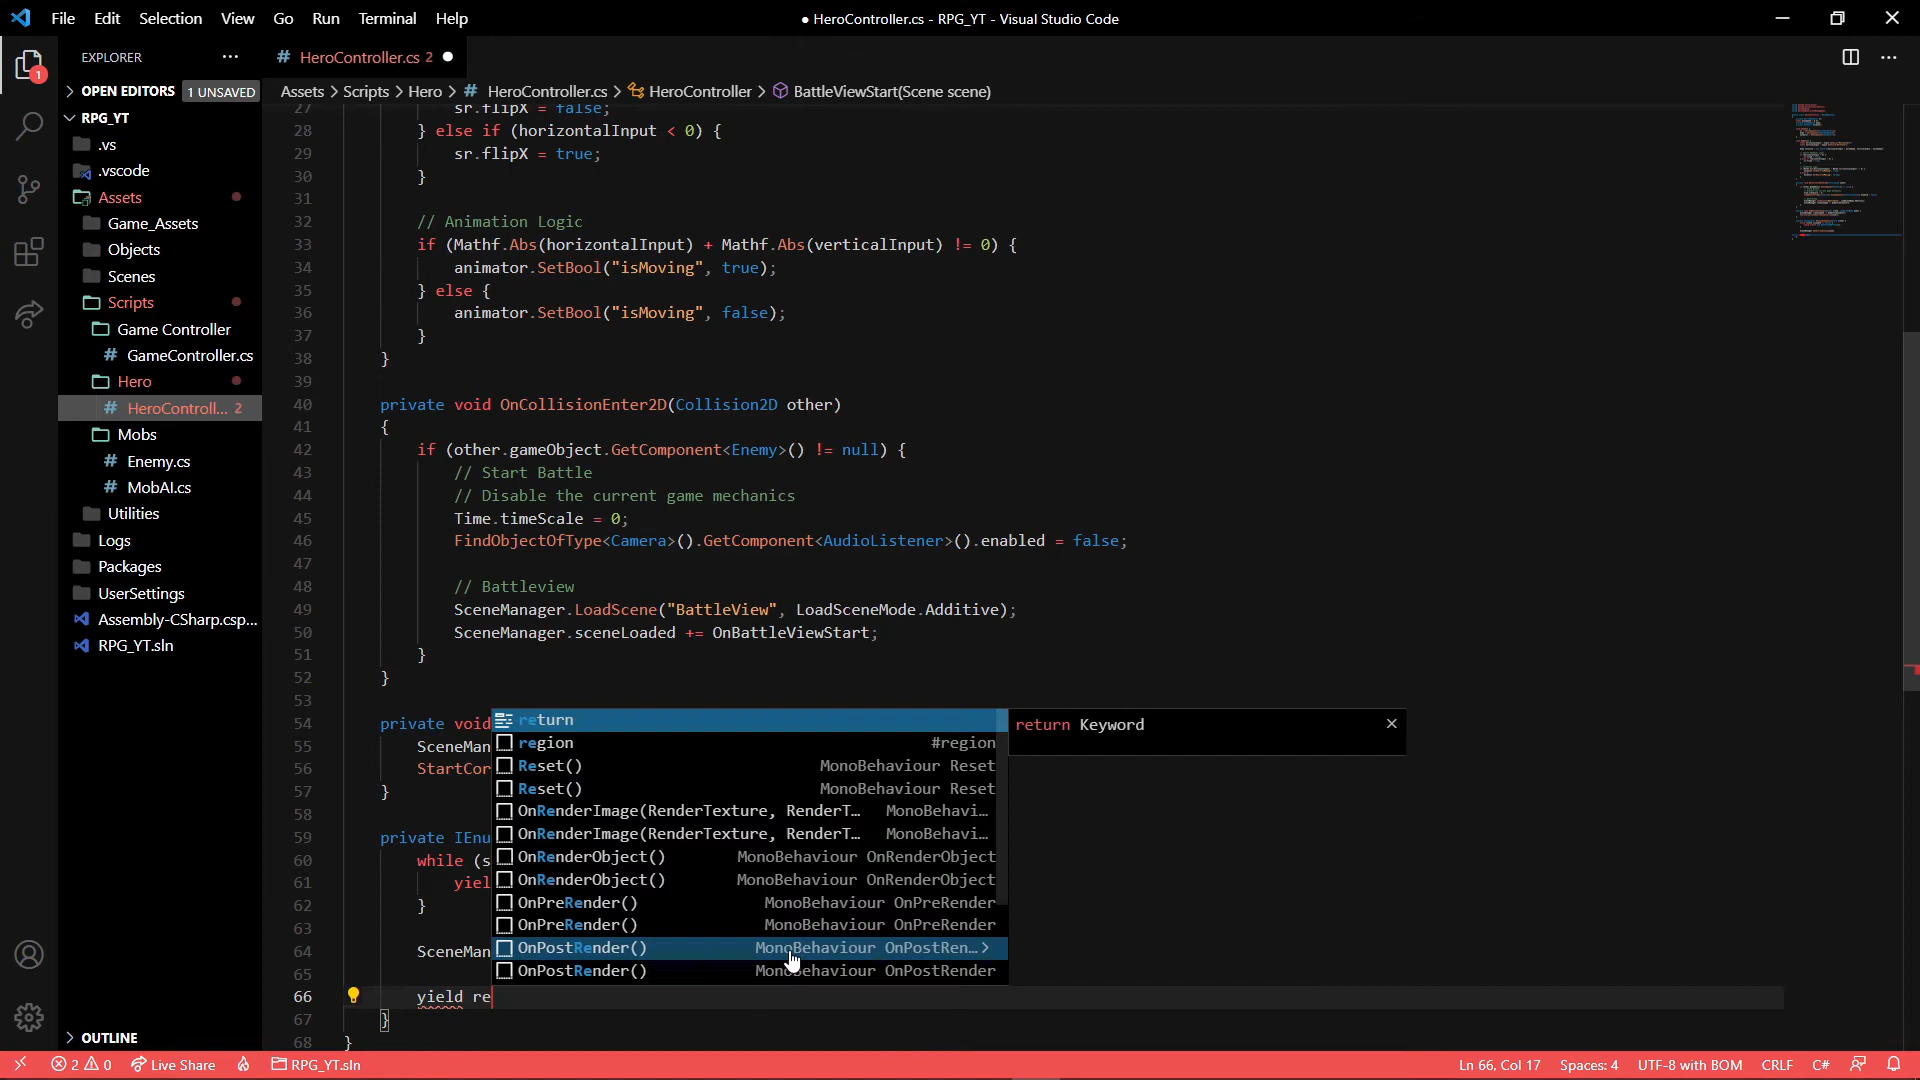 File Edit Selection View Go Run Terminal Help
● HeroController.cs - RPG_YT - Visual Studio Code
EXPLORER ···
1
# HeroController.cs 2 ●
> OPEN EDITORS 1 UNSAVED
Assets > Scripts > Hero > # HeroController.cs > HeroController > BattleViewStart(Scene scene)
RPG_YT
.vs
.vscode
Assets
Game_Assets
Objects
Scenes
Scripts
Game Controller
# GameController.cs
Hero
# HeroControll... 2
Mobs
# Enemy.cs
# MobAI.cs
Utilities
Logs
Packages
UserSettings
Assembly-CSharp.csp...
RPG_YT.sln
> OUTLINE
27 sr.flipX = false;
28 } else if (horizontalInput < 0) {
29 sr.flipX = true;
30 }
31
32 // Animation Logic
33 if (Mathf.Abs(horizontalInput) + Mathf.Abs(verticalInput) != 0) {
34 animator.SetBool("isMoving", true);
35 } else {
36 animator.SetBool("isMoving", false);
37 }
38 }
39
40 private void OnCollisionEnter2D(Collision2D other)
41 {
42 if (other.gameObject.GetComponent<Enemy>() != null) {
43 // Start Battle
44 // Disable the current game mechanics
45 Time.timeScale = 0;
46 FindObjectOfType<Camera>().GetComponent<AudioListener>().enabled = false;
47
48 // Battleview
49 SceneManager.LoadScene("BattleView", LoadSceneMode.Additive);
50 SceneManager.sceneLoaded += OnBattleViewStart;
51 }
52 }
53
54 private void
55 SceneMan
56 StartCor
57 }
58
59 private IEnu
60 while (s
61 yiel
62 }
63
64 SceneMan
65
66 yield re
67 }
68 }
return
region #region
Reset() MonoBehaviour Reset
Reset() MonoBehaviour Reset
OnRenderImage(RenderTexture, RenderT... MonoBehavi...
OnRenderImage(RenderTexture, RenderT... MonoBehavi...
OnRenderObject() MonoBehaviour OnRenderObject
OnRenderObject() MonoBehaviour OnRenderObject
OnPreRender() MonoBehaviour OnPreRender
OnPreRender() MonoBehaviour OnPreRender
OnPostRender() MonoBehaviour OnPostRen... >
OnPostRender() MonoBehaviour OnPostRender
return Keyword
2 0 Live Share RPG_YT.sln
Ln 66, Col 17 Spaces: 4 UTF-8 with BOM CRLF C#